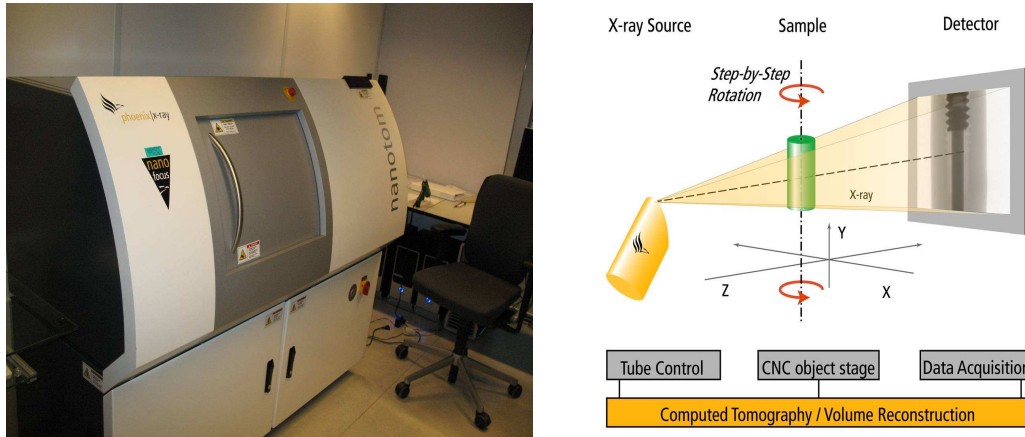 phoenix|x-ray
nano
focus
nanotom
X-ray Source
Sample
Detector
Step-by-Step
Rotation
X-ray
Y
Z
X
Tube Control
CNC object stage
Data Acquisition
Computed Tomography / Volume Reconstruction